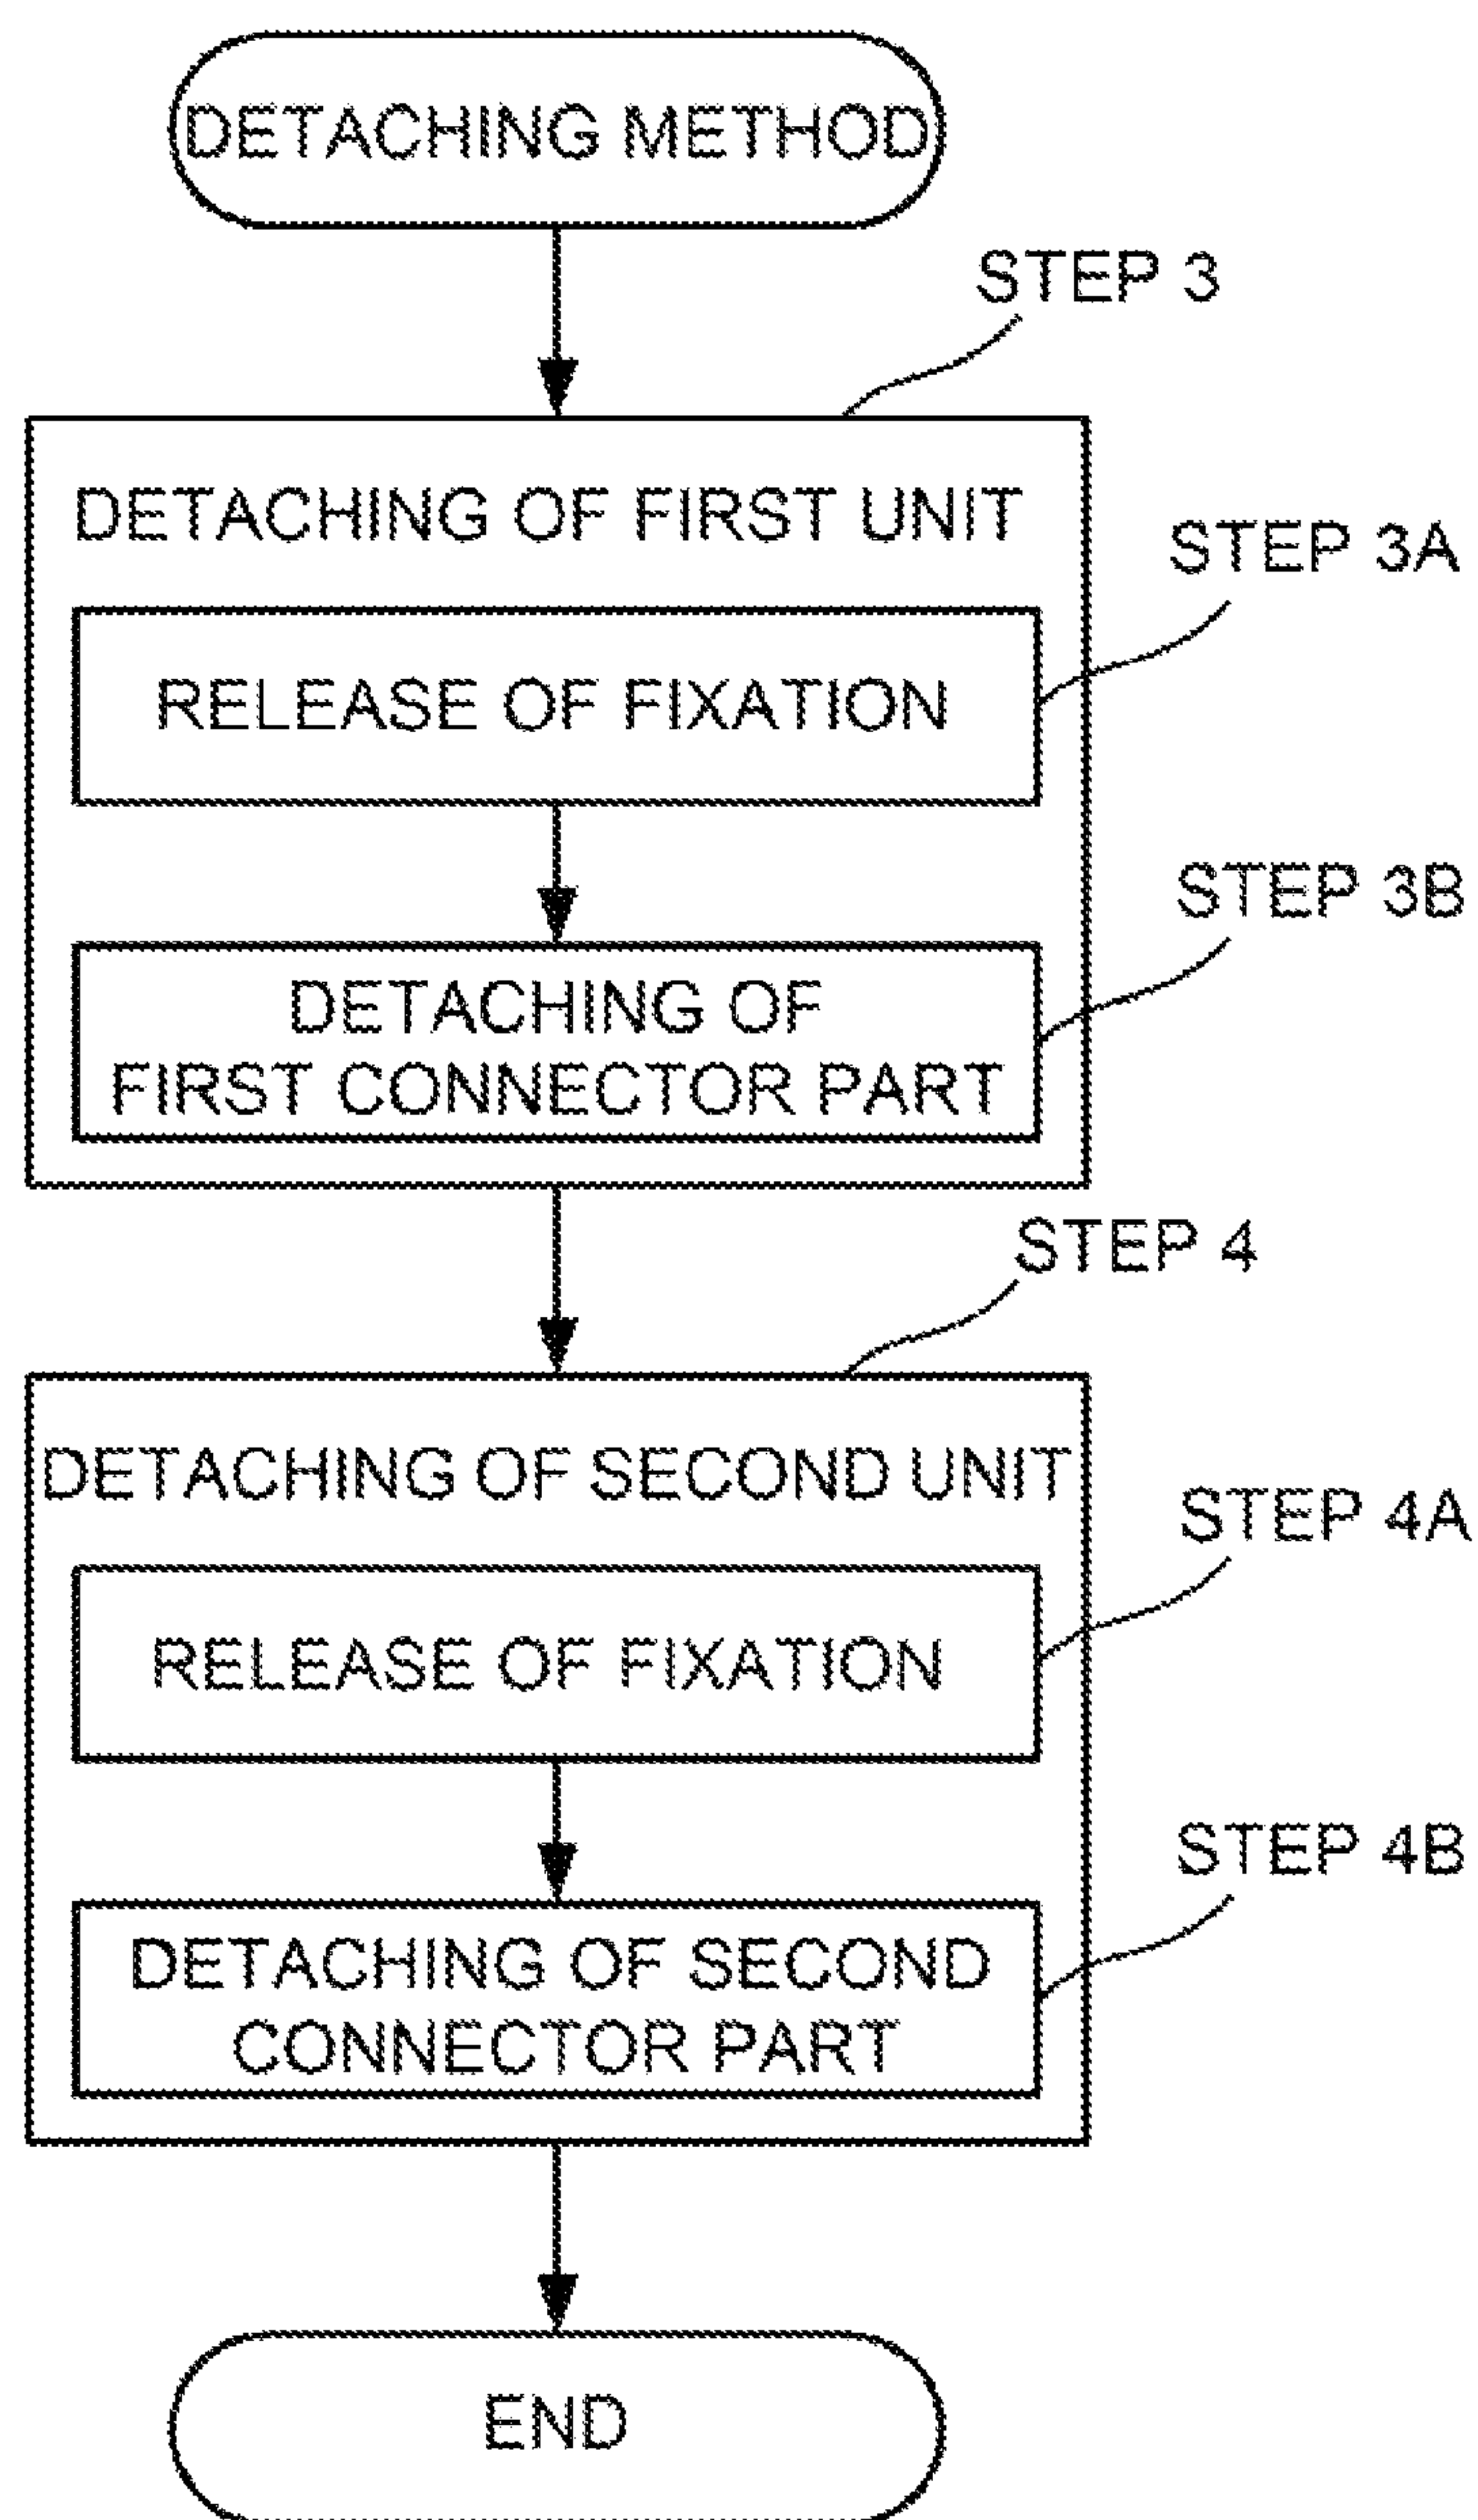 DETACHING METHOD
STEP 3
DETACHING OF FIRST UNIT
STEP 3A
RELEASE OF FIXATION
STEP 3B
DETACHING OF
FIRST CONNECTOR PART
STEP 4
DETACHING OF SECOND UNIT
STEP 4A
RELEASE OF FIXATION
STEP 4B
DETACHING OF SECOND
CONNECTOR PART
END